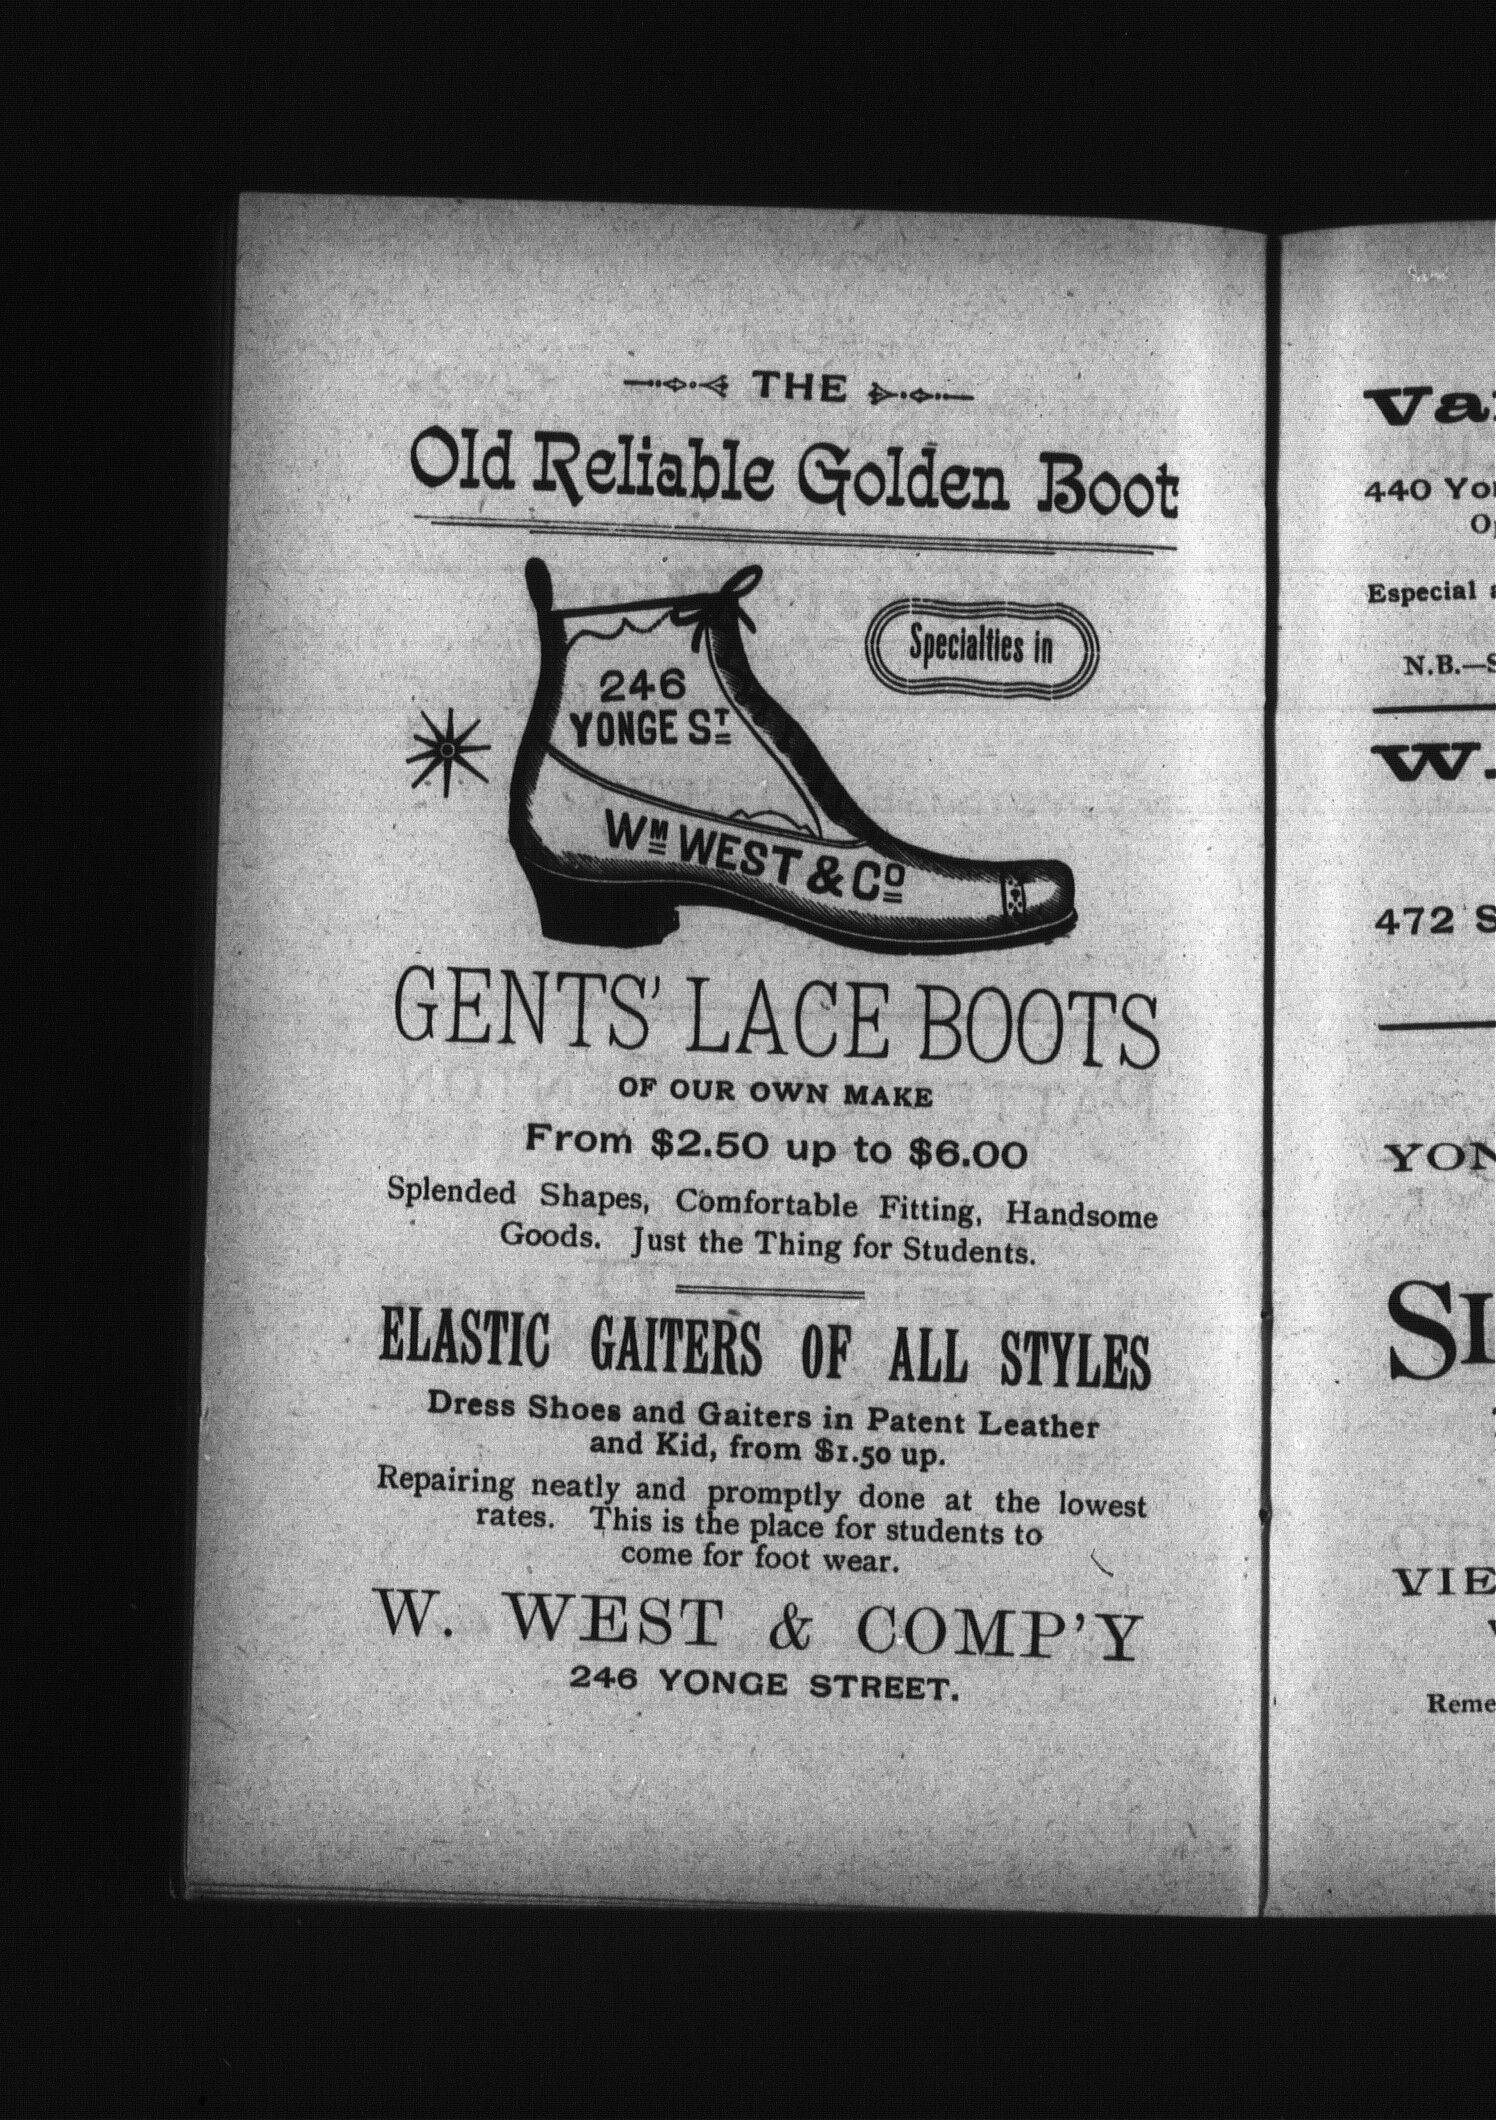 THE
Old Reliable Golden Boot
Specialties in
246
YONGE ST
WM WEST & CO
GENTS' LACE BOOTS
OF OUR OWN MAKE
From $2.50 up to $6.00
Splended Shapes, Comfortable Fitting, Handsome
Goods. Just the Thing for Students.
ELASTIC GAITERS OF ALL STYLES
Dress Shoes and Gaiters in Patent Leather
and Kid, from $1.50 up.
Repairing neatly and promptly done at the lowest
rates. This is the place for students to
come for foot wear.
W. WEST & COMP'Y
246 YONGE STREET.
440
Especial
N.B.—
W.
472